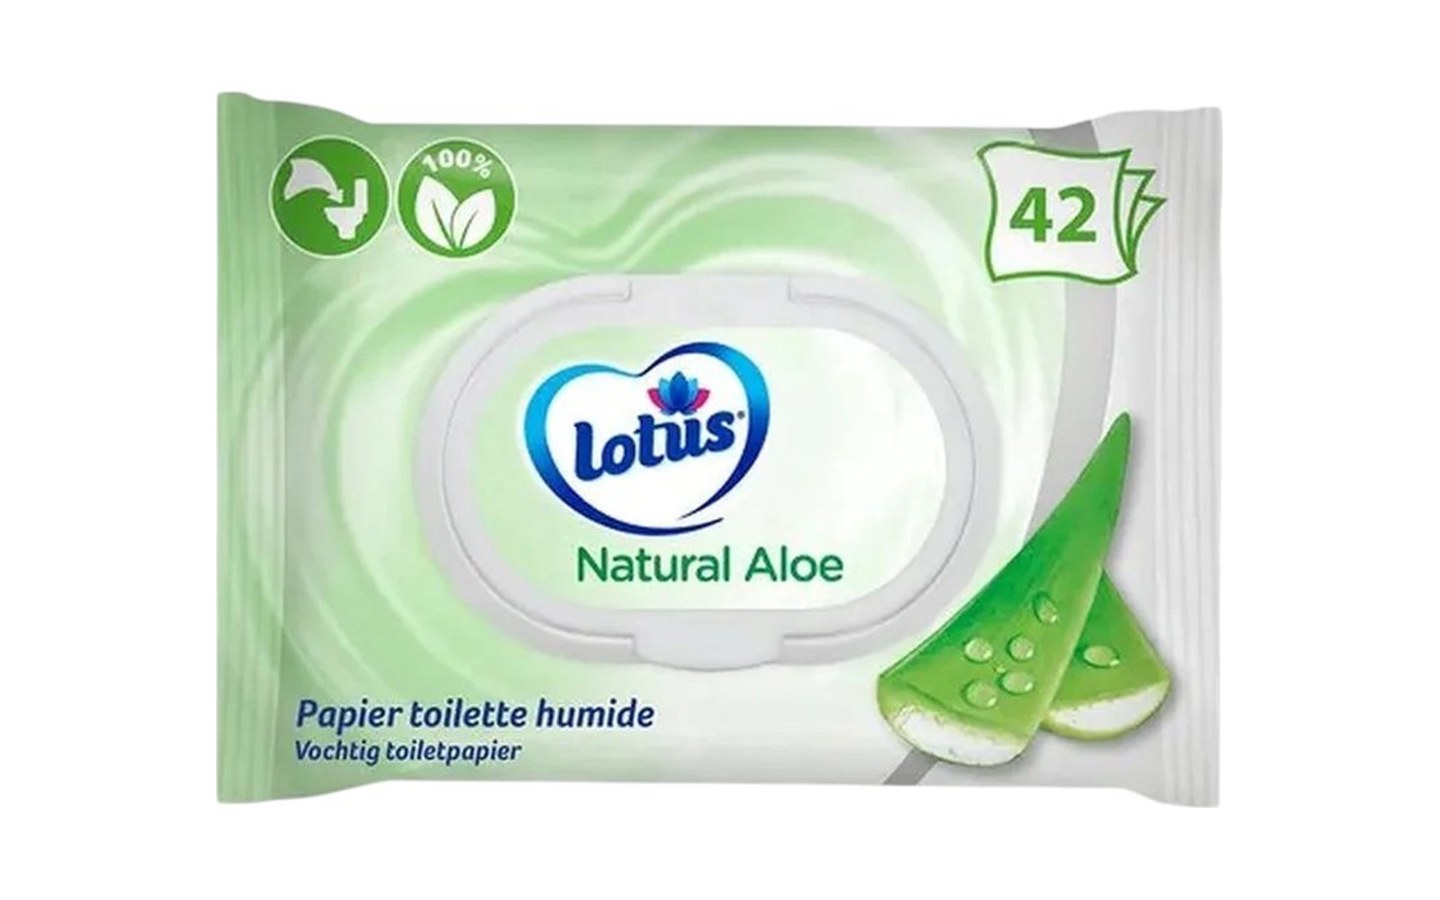 100%
42
lotus®
Natural Aloe
Papier toilette humide
Vochtig toiletpapier